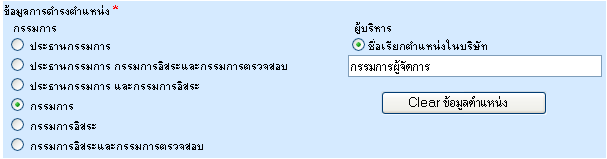 ข้อมูลการดำรงตำแหน่ง *
กรรมการ
ประธานกรรมการ
ประธานกรรมการ กรรมการอิสระและกรรมการตรวจสอบ
ประธานกรรมการ และกรรมการอิสระ
กรรมการ
กรรมการอิสระ
กรรมการอิสระและกรรมการตรวจสอบ
ผู้บริหาร
ชื่อเรียกตำแหน่งในบริษัท
กรรมการผู้จัดการ
Clear ข้อมูลตำแหน่ง